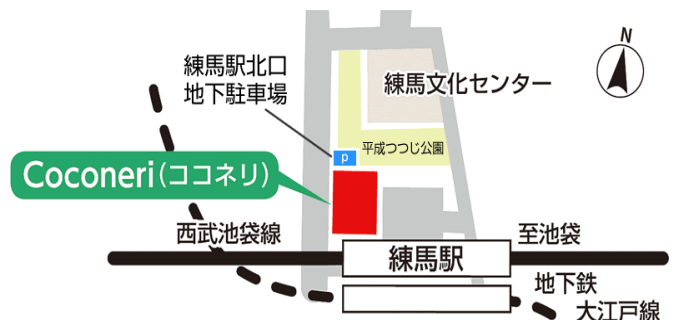 N
練馬駅北口
地下駐車場
練馬文化センター
P
平成つつじ公園
Coconeri(ココネリ)
西武池袋線
至池袋
練馬駅
地下鉄
大江戸線